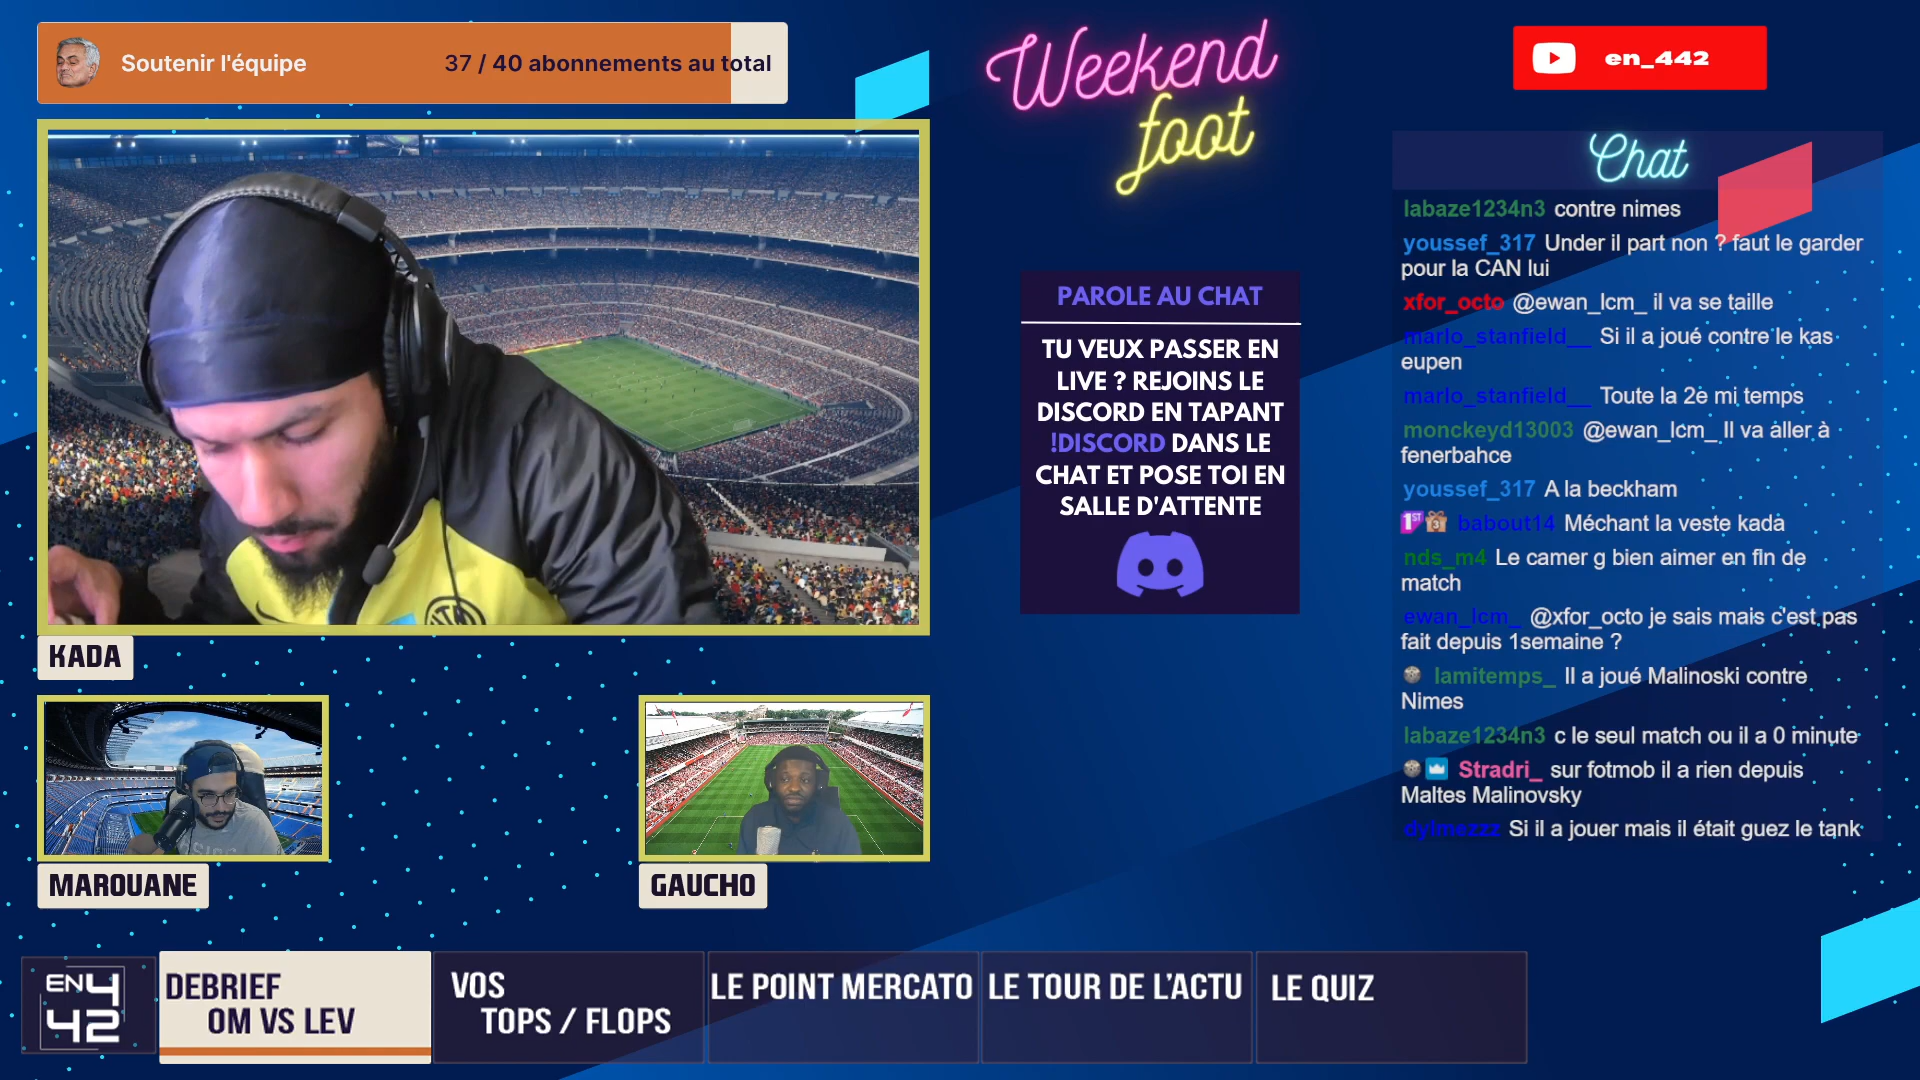 Soutenir l'équipe
37 / 40 abonnements au total
Weekend
foot
en_442
KADA
MAROUANE
GAUCHO
PAROLE AU CHAT
TU VEUX PASSER EN
LIVE ? REJOINS LE
DISCORD EN TAPANT
!DISCORD DANS LE
CHAT ET POSE TOI EN
SALLE D'ATTENTE
Chat
labaze1234n3 contre nimes
youssef_317 Under il part non ? faut le garder
pour la CAN lui
xfor_octo @ewan_lcm_ il va se taille
marlo_stanfield__ Si il a joué contre le kas
eupen
marlo_stanfield__ Toute la 2e mi temps
monckeyd13003 @ewan_lcm_ Il va aller à
fenerbahce
youssef_317 A la beckham
1ST 3 babout14 Méchant la veste kada
nds_m4 Le camer g bien aimer en fin de
match
ewan_lcm_ @xfor_octo je sais mais c'est pas
fait depuis 1semaine ?
lamitemps_ Il a joué Malinoski contre
Nimes
labaze1234n3 c le seul match ou il a 0 minute
Stradri_ sur fotmob il a rien depuis
Maltes Malinovsky
dylmezzz Si il a jouer mais il était guez le tank
EN 4
42
DEBRIEF
OM VS LEV
VOS
TOPS / FLOPS
LE POINT MERCATO
LE TOUR DE L'ACTU
LE QUIZ